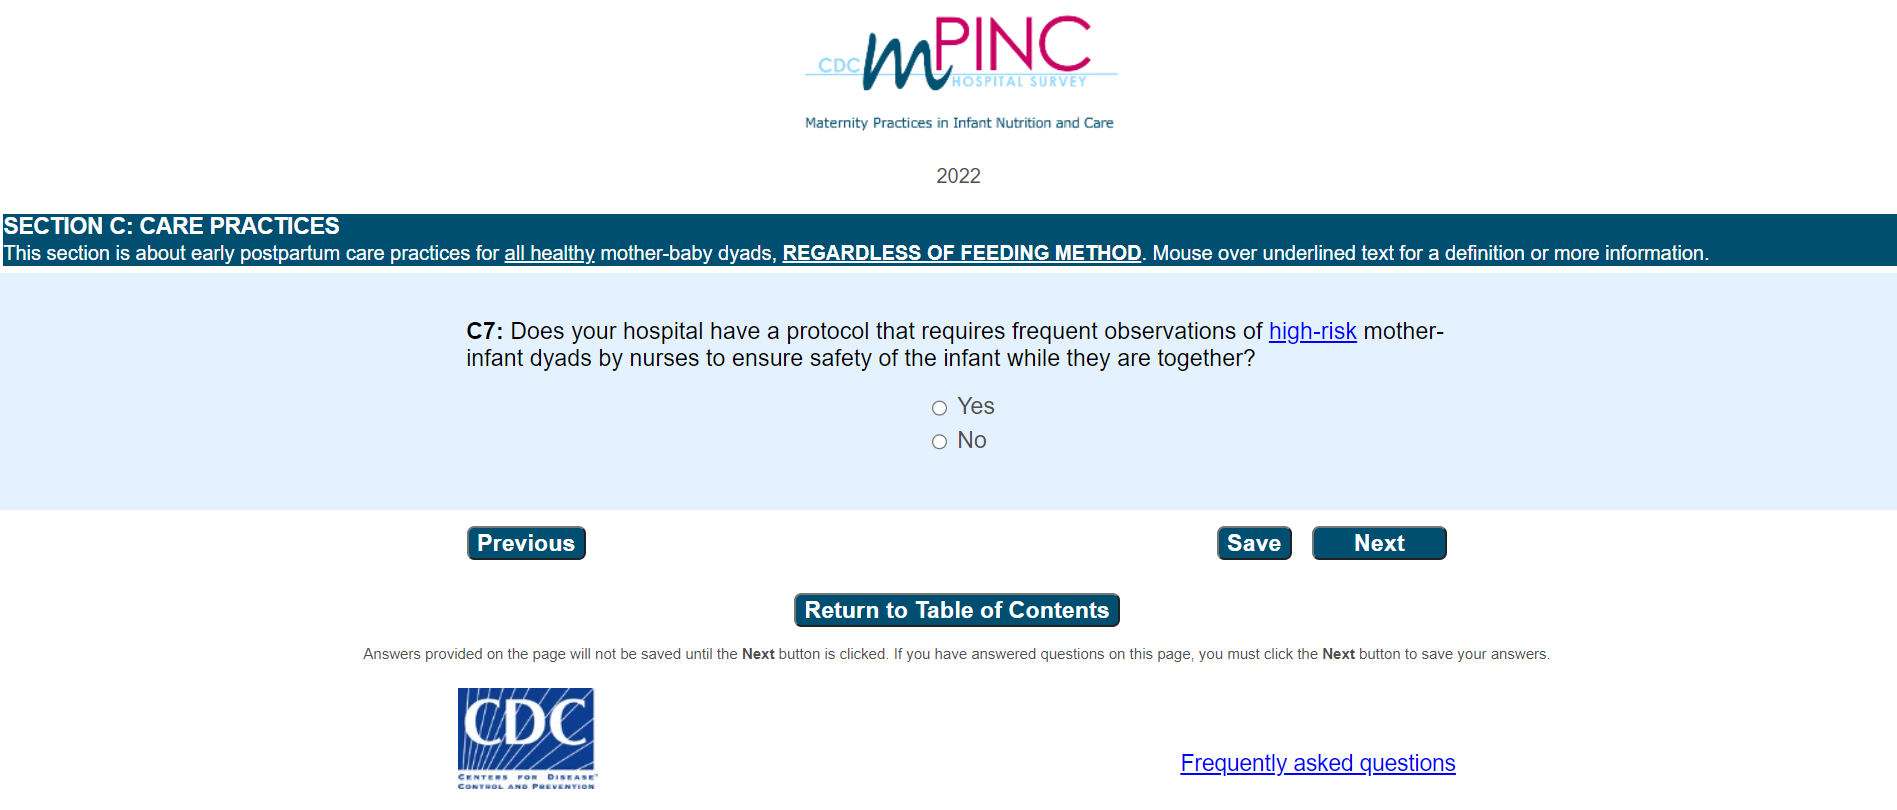 CDC mPINC
HOSPITAL SURVEY
Maternity Practices in Infant Nutrition and Care
2022
SECTION C: CARE PRACTICES
This section is about early postpartum care practices for all healthy mother-baby dyads, REGARDLESS OF FEEDING METHOD. Mouse over underlined text for a definition or more information.
C7: Does your hospital have a protocol that requires frequent observations of high-risk mother-
infant dyads by nurses to ensure safety of the infant while they are together?
Yes
No
Previous
Save
Next
Return to Table of Contents
Answers provided on the page will not be saved until the Next button is clicked. If you have answered questions on this page, you must click the Next button to save your answers.
CDC
CENTERS FOR DISEASE
CONTROL AND PREVENTION
Frequently asked questions